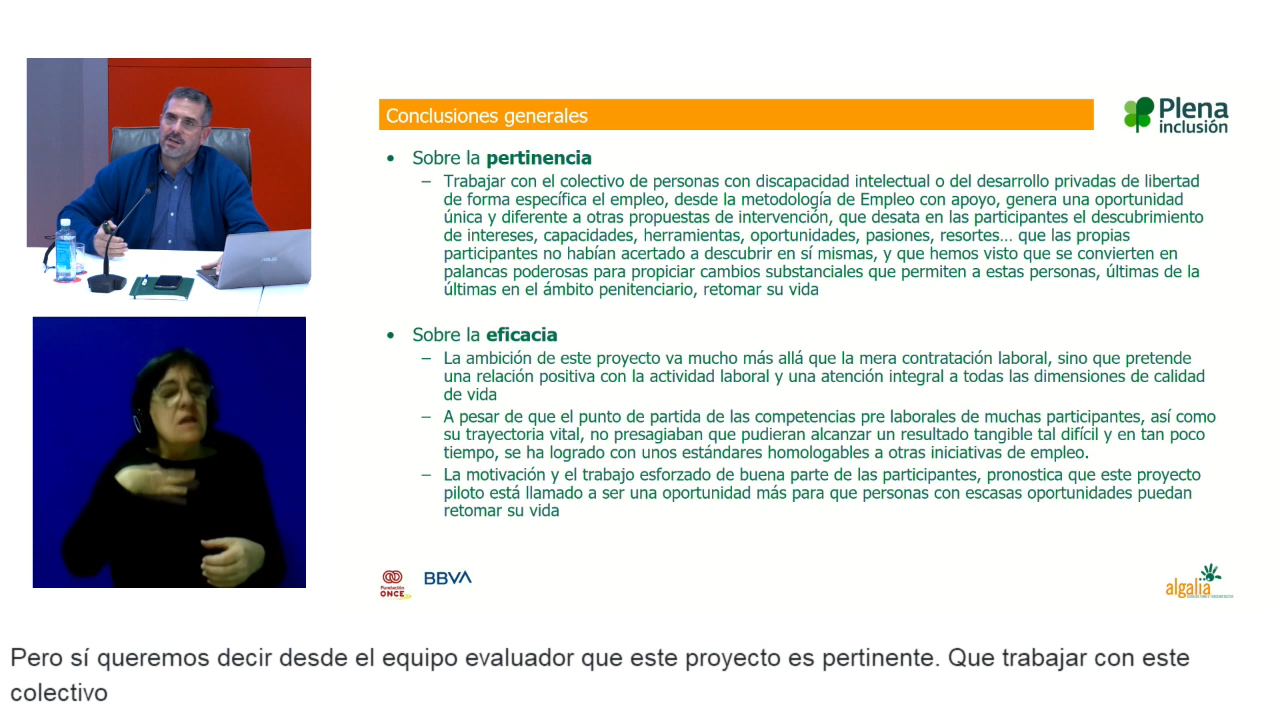 Conclusiones generales
Plena
inclusión
• Sobre la pertinencia
– Trabajar con el colectivo de personas con discapacidad intelectual o del desarrollo privadas de libertad
de forma específica el empleo, desde la metodología de Empleo con apoyo, genera una oportunidad
única y diferente a otras propuestas de intervención, que desata en las participantes el descubrimiento
de intereses, capacidades, herramientas, oportunidades, pasiones, resortes... que las propias
participantes no habían acertado a descubrir en sí mismas, y que hemos visto que se convierten en
palancas poderosas para propiciar cambios substanciales que permiten a estas personas, últimas de la
últimas en el ámbito penitenciario, retomar su vida
• Sobre la eficacia
– La ambición de este proyecto va mucho más allá que la mera contratación laboral, sino que pretende
una relación positiva con la actividad laboral y una atención integral a todas las dimensiones de calidad
de vida
– A pesar de que el punto de partida de las competencias pre laborales de muchas participantes, así como
su trayectoria vital, no presagiaban que pudieran alcanzar un resultado tangible tal difícil y en tan poco
tiempo, se ha logrado con unos estándares homologables a otras iniciativas de empleo.
– La motivación y el trabajo esforzado de buena parte de las participantes, pronostica que este proyecto
piloto está llamado a ser una oportunidad más para que personas con escasas oportunidades puedan
retomar su vida
Fundación
ONCE
BBVA
algalia
Pero sí queremos decir desde el equipo evaluador que este proyecto es pertinente. Que trabajar con este
colectivo